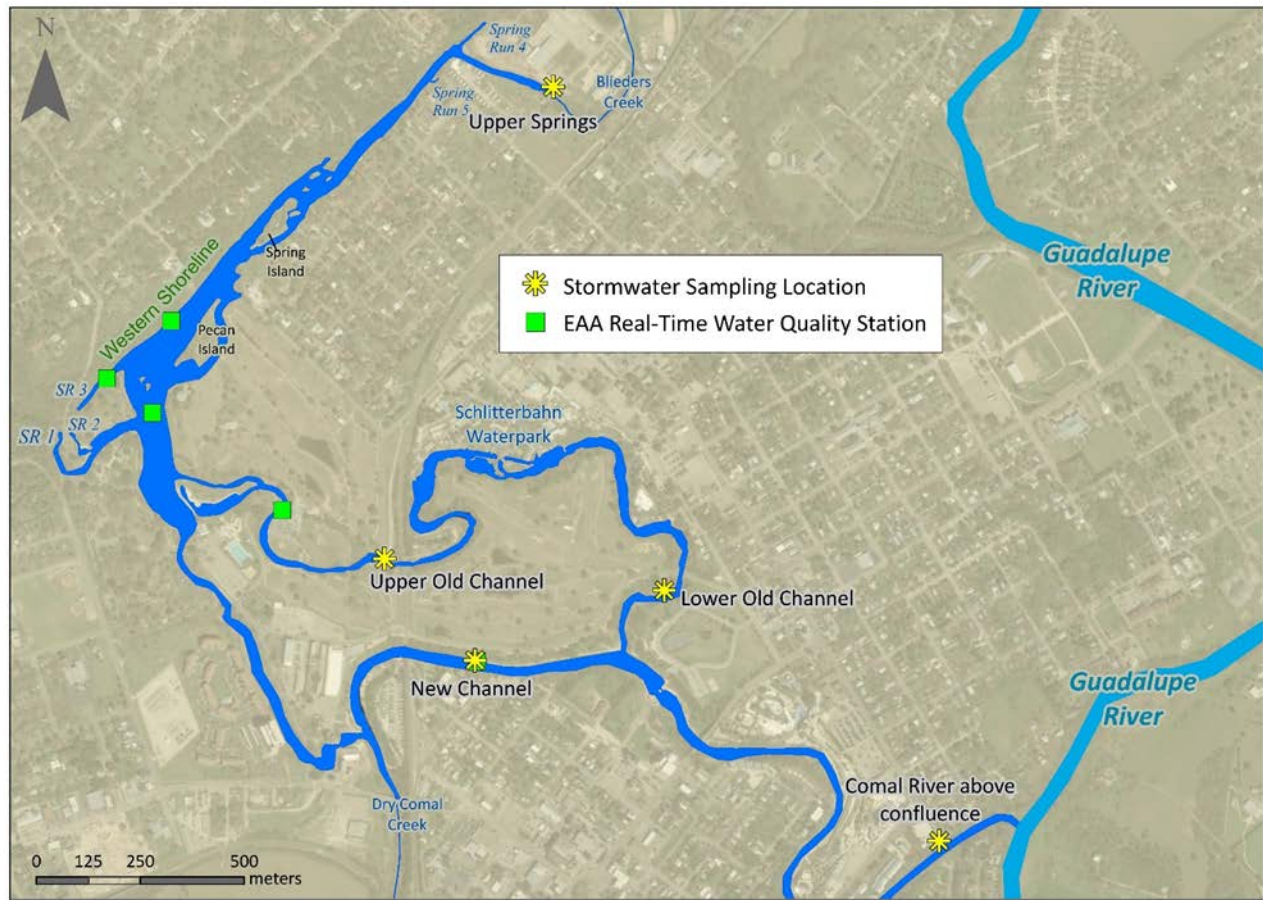 N
Spring
Run 4
Spring
Run 5
Blieders
Creek
Upper Springs
Spring
Island
Western Shoreline
Pecan
Island
Guadalupe
River
Stormwater Sampling Location
EAA Real-Time Water Quality Station
SR 3
SR 2
SR 1
Schlitterbahn
Waterpark
Upper Old Channel
Lower Old Channel
New Channel
Guadalupe
River
Comal River above
confluence
Dry Comal
Creek
0 125 250 500
meters